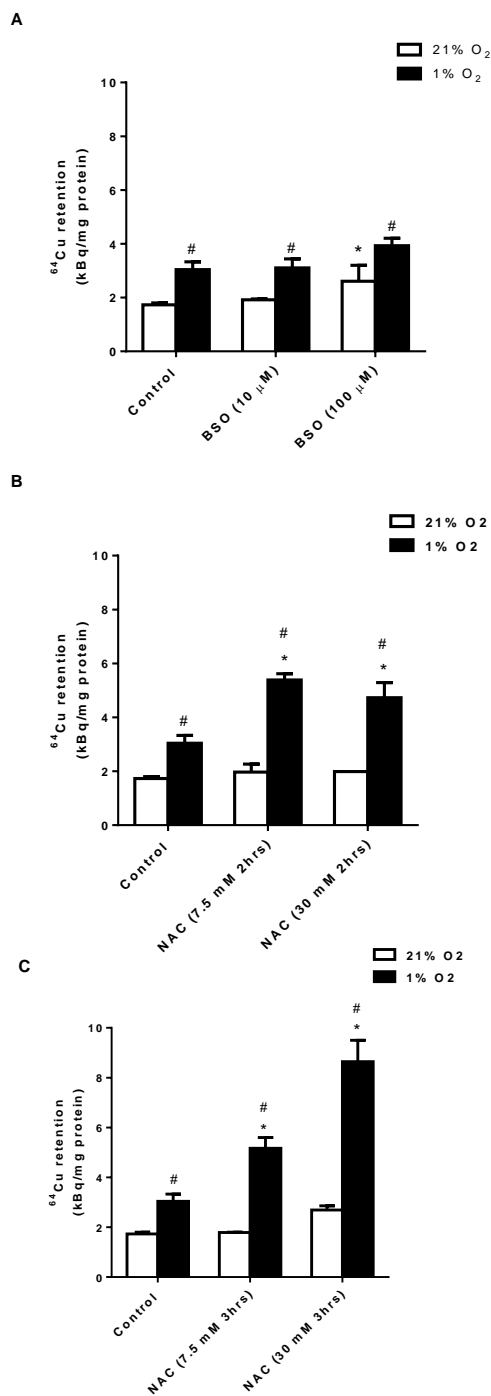 A
21% O₂
1% O₂
10
8
6
4
2
0
⁶⁴Cu retention
(kBq/mg protein)
#
#
*
#
Control
BSO (10 μM)
BSO (100 μM)
B
21% O2
1% O2
10
8
6
4
2
0
⁶⁴Cu retention
(kBq/mg protein)
#
#
*
#
*
Control
NAC (7.5 mM 2hrs)
NAC (30 mM 2hrs)
C
21% O2
1% O2
10
8
6
4
2
0
⁶⁴Cu retention
(kBq/mg protein)
#
#
*
#
*
Control
NAC (7.5 mM 3hrs)
NAC (30 mM 3hrs)